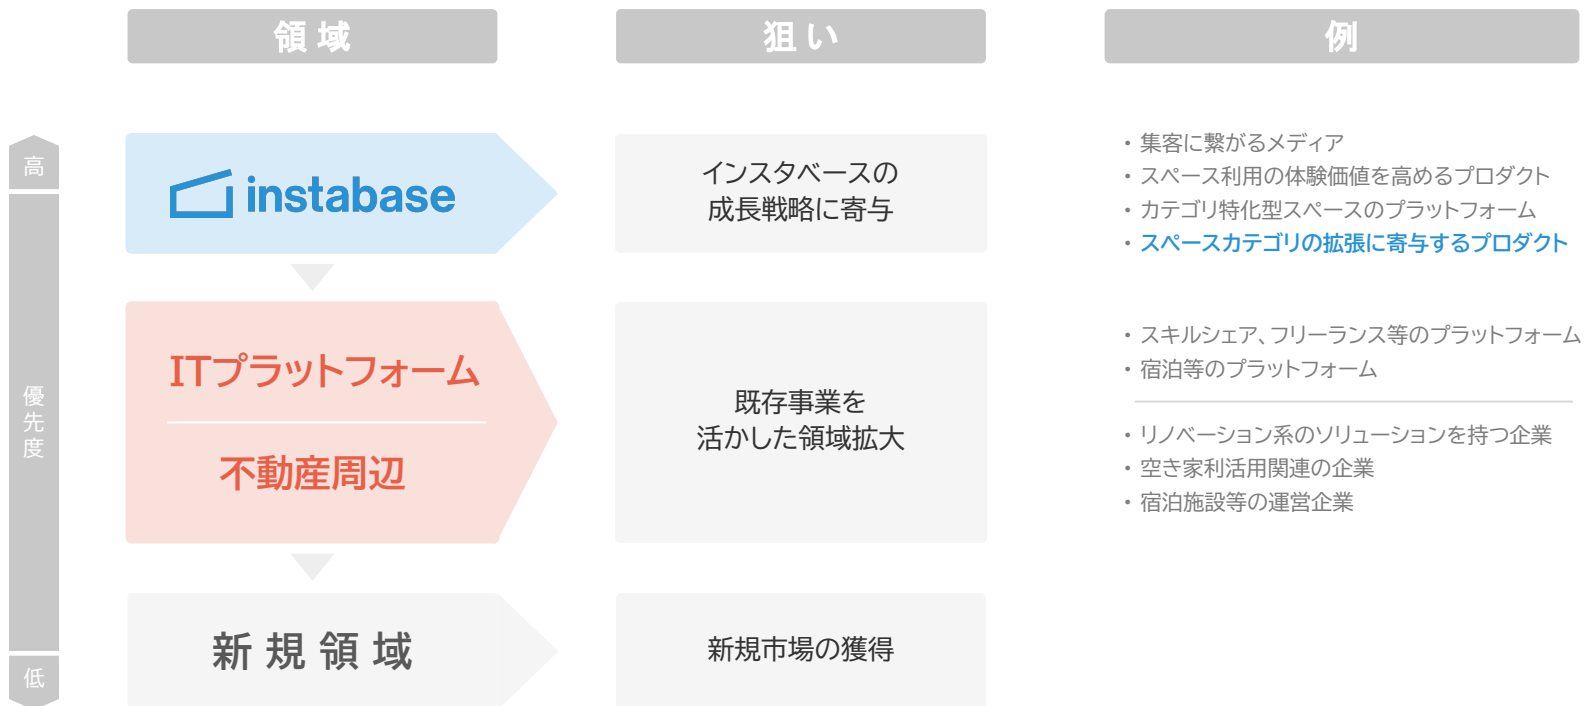 領域
狙い
例
高
優先度
低
instabase
インスタベースの
成長戦略に寄与
・集客に繋がるメディア
・スペース利用の体験価値を高めるプロダクト
・カテゴリ特化型スペースのプラットフォーム
・スペースカテゴリの拡張に寄与するプロダクト
ITプラットフォーム
不動産周辺
既存事業を
活かした領域拡大
・スキルシェア、フリーランス等のプラットフォーム
・宿泊等のプラットフォーム
・リノベーション系のソリューションを持つ企業
・空き家利活用関連の企業
・宿泊施設等の運営企業
新規領域
新規市場の獲得